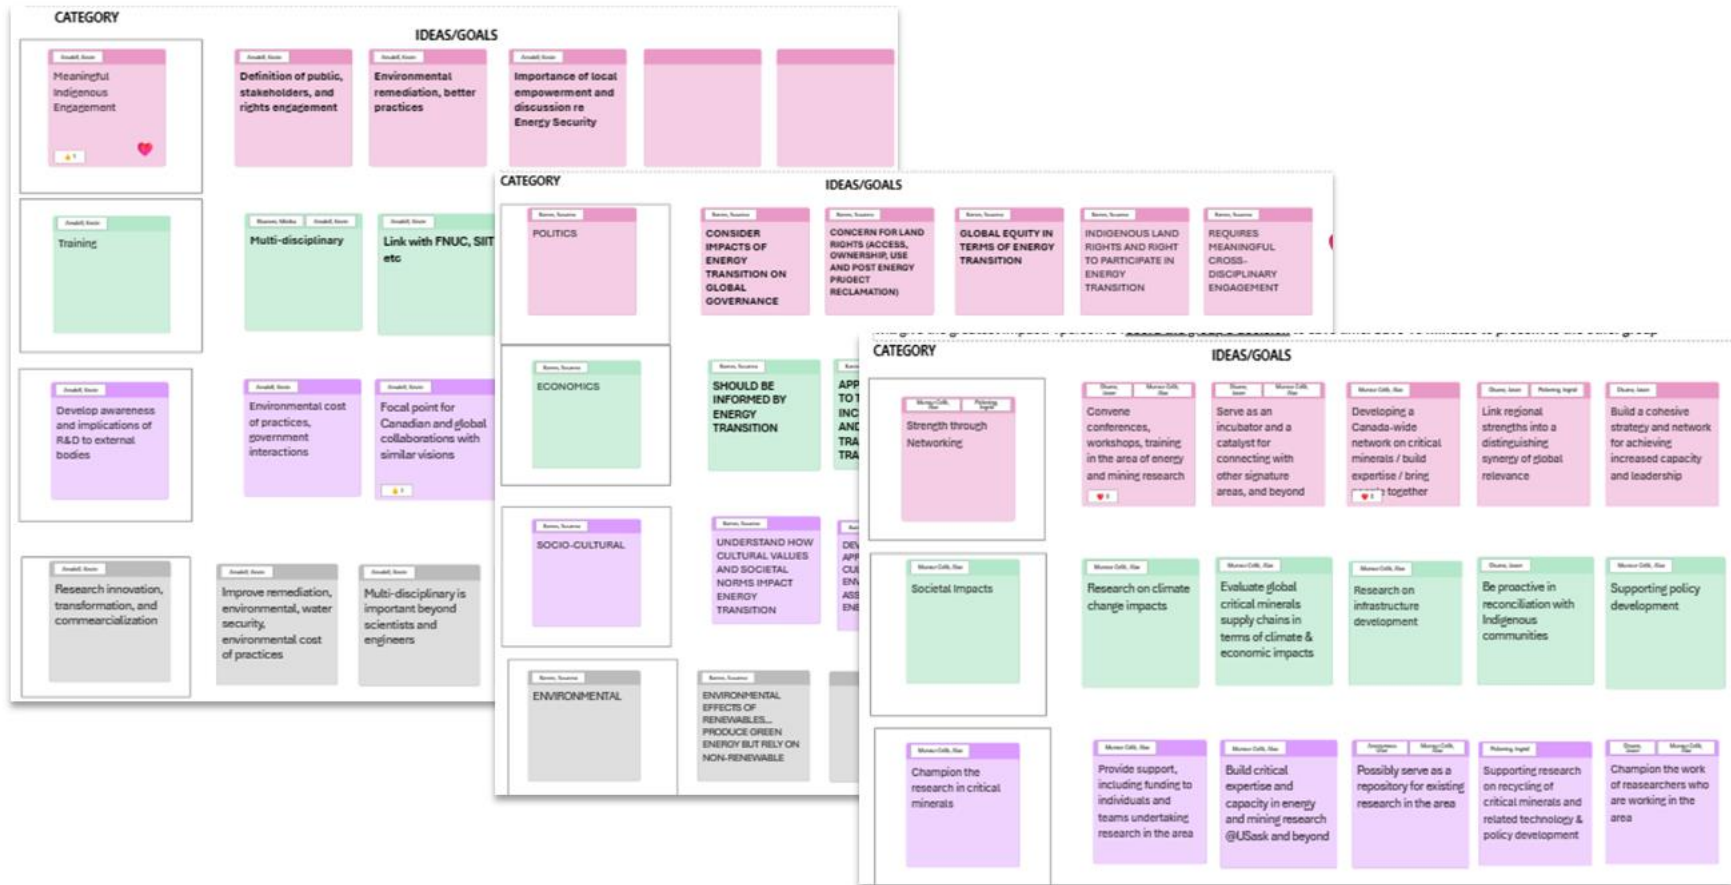 CATEGORY
IDEAS/GOALS
Meaningful
Indigenous
Engagement
Definition of public,
stakeholders, and
rights engagement
Environmental
remediation, better
practices
Importance of local
empowerment and
discussion re
Energy Security
Training
Multi-disciplinary
Link with FNUC, SIIT
etc
Develop awareness
and implications of
R&D to external
bodies
Environmental cost
of practices,
government
interactions
Focal point for
Canadian and global
collaborations with
similar visions
Research innovation,
transformation, and
commearcialization
Improve remediation,
environmental, water
security,
environmental cost
of practices
Multi-disciplinary is
important beyond
scientists and
engineers
CATEGORY
IDEAS/GOALS
POLITICS
CONSIDER
IMPACTS OF
ENERGY
TRANSITION ON
GLOBAL
GOVERNANCE
CONCERN FOR LAND
RIGHTS (ACCESS,
OWNERSHIP, USE
AND POST ENERGY
PROJECT
RECLAMATION)
GLOBAL EQUITY IN
TERMS OF ENERGY
TRANSITION
INDIGENOUS LAND
RIGHTS AND RIGHT
TO PARTICIPATE IN
ENERGY
TRANSITION
REQUIRES
MEANINGFUL
CROSS-
DISCIPLINARY
ENGAGEMENT
ECONOMICS
SHOULD BE
INFORMED BY
ENERGY
TRANSITION
APP
TO T
INC
AND
TRA
TRA
SOCIO-CULTURAL
UNDERSTAND HOW
CULTURAL VALUES
AND SOCIETAL
NORMS IMPACT
ENERGY
TRANSITION
DEV
APP
CUL
ENV
ASS
ENE
ENVIRONMENTAL
ENVIRONMENTAL
EFFECTS OF
RENEWABLES...
PRODUCE GREEN
ENERGY BUT RELY ON
NON-RENEWABLE
CATEGORY
IDEAS/GOALS
Strength through
Networking
Convene
conferences,
workshops, training
in the area of energy
and mining research
Serve as an
incubator and a
catalyst for
connecting with
other signature
areas, and beyond
Developing a
Canada-wide
network on critical
minerals / build
expertise / bring
together
Link regional
strengths into a
distinguishing
synergy of global
relevance
Build a cohesive
strategy and network
for achieving
increased capacity
and leadership
Societal Impacts
Research on climate
change impacts
Evaluate global
critical minerals
supply chains in
terms of climate &
economic impacts
Research on
infrastructure
development
Be proactive in
reconciliation with
Indigenous
communities
Supporting policy
development
Champion the
research in critical
minerals
Provide support,
including funding to
individuals and
teams undertaking
research in the area
Build critical
expertise and
capacity in energy
and mining research
@USask and beyond
Possibly serve as a
repository for existing
research in the area
Supporting research
on recycling of
critical minerals and
related technology &
policy development
Champion the work
of reasearchers who
are working in the
area